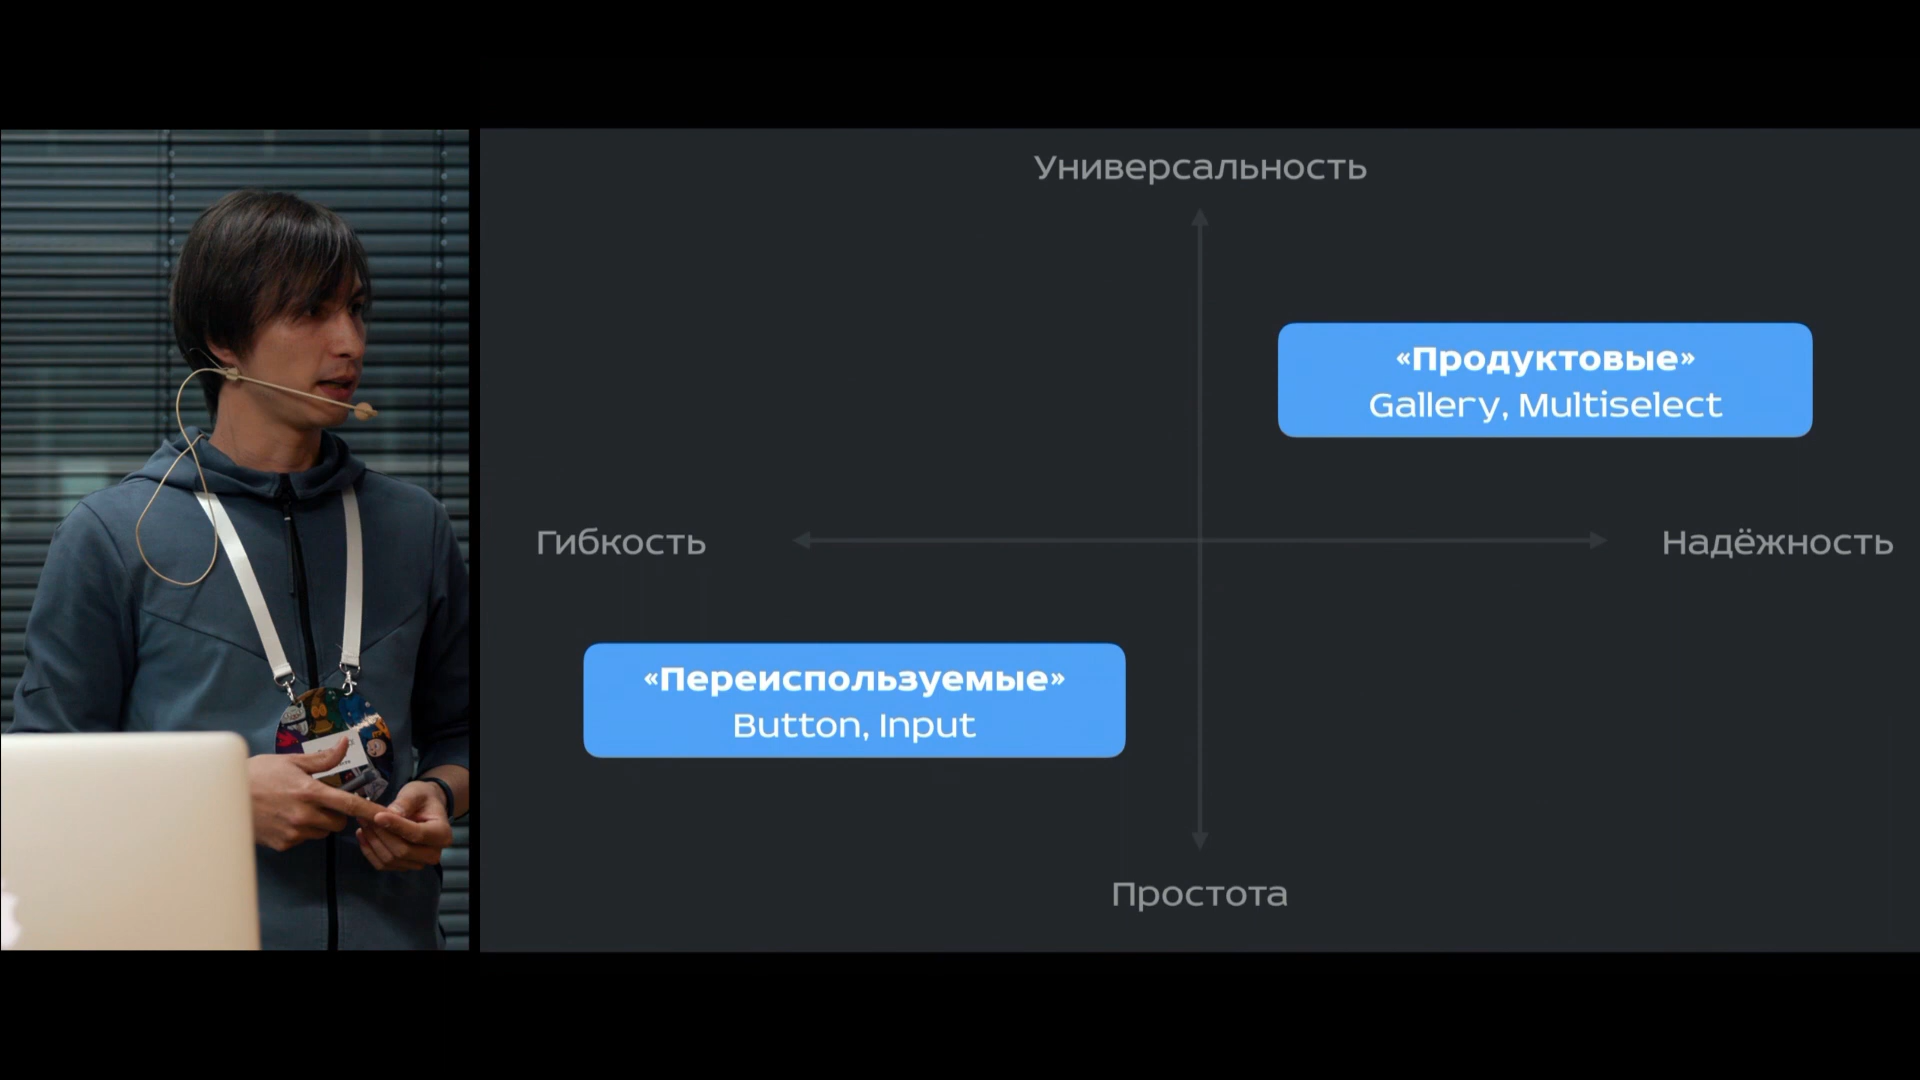 Универсальность
«Продуктовые»
Gallery, Multiselect
Гибкость
Надёжность
«Переиспользуемые»
Button, Input
Простота